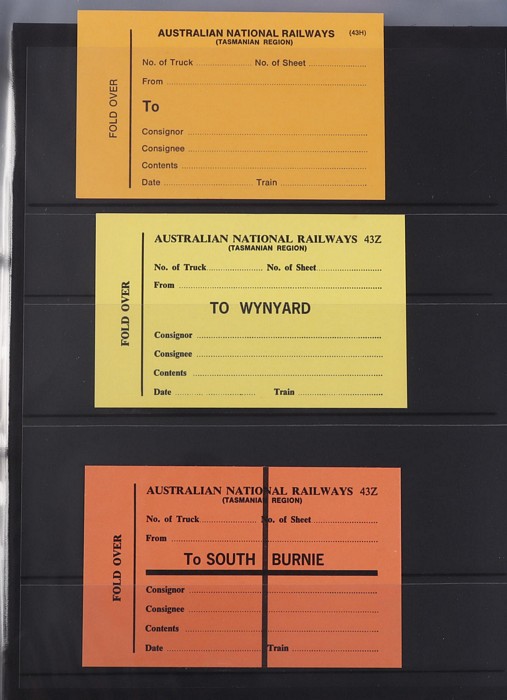 AUSTRALIAN NATIONAL RAILWAYS (43H)
(TASMANIAN REGION)
No. of Truck No. of Sheet
From
To
Consignor
Consignee
Contents
Date Train
FOLD OVER
AUSTRALIAN NATIONAL RAILWAYS 43Z
(TASMANIAN REGION)
No. of Truck No. of Sheet
From
TO WYNYARD
Consignor
Consignee
Contents
Date Train
FOLD OVER
AUSTRALIAN NATIONAL RAILWAYS 43Z
(TASMANIAN REGION)
No. of Truck No. of Sheet
From
To SOUTH BURNIE
Consignor
Consignee
Contents
Date Train
FOLD OVER